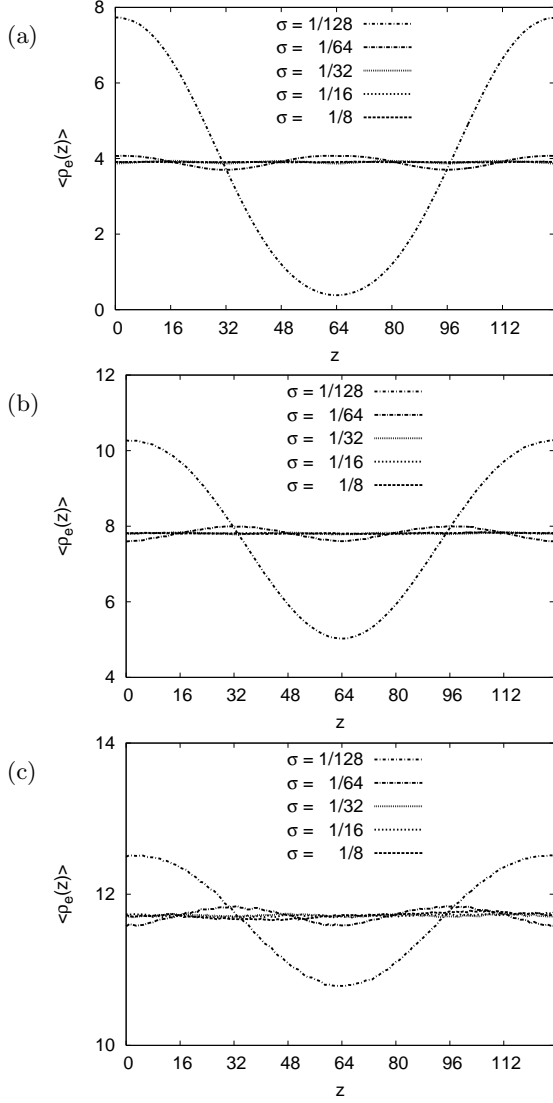 (a)
<ρe(z)>
8
6
4
2
0
σ = 1/128
σ = 1/64
σ = 1/32
σ = 1/16
σ = 1/8
0 16 32 48 64 80 96 112
z
(b)
<ρe(z)>
12
10
8
6
4
σ = 1/128
σ = 1/64
σ = 1/32
σ = 1/16
σ = 1/8
0 16 32 48 64 80 96 112
z
(c)
<ρe(z)>
14
12
10
σ = 1/128
σ = 1/64
σ = 1/32
σ = 1/16
σ = 1/8
0 16 32 48 64 80 96 112
z